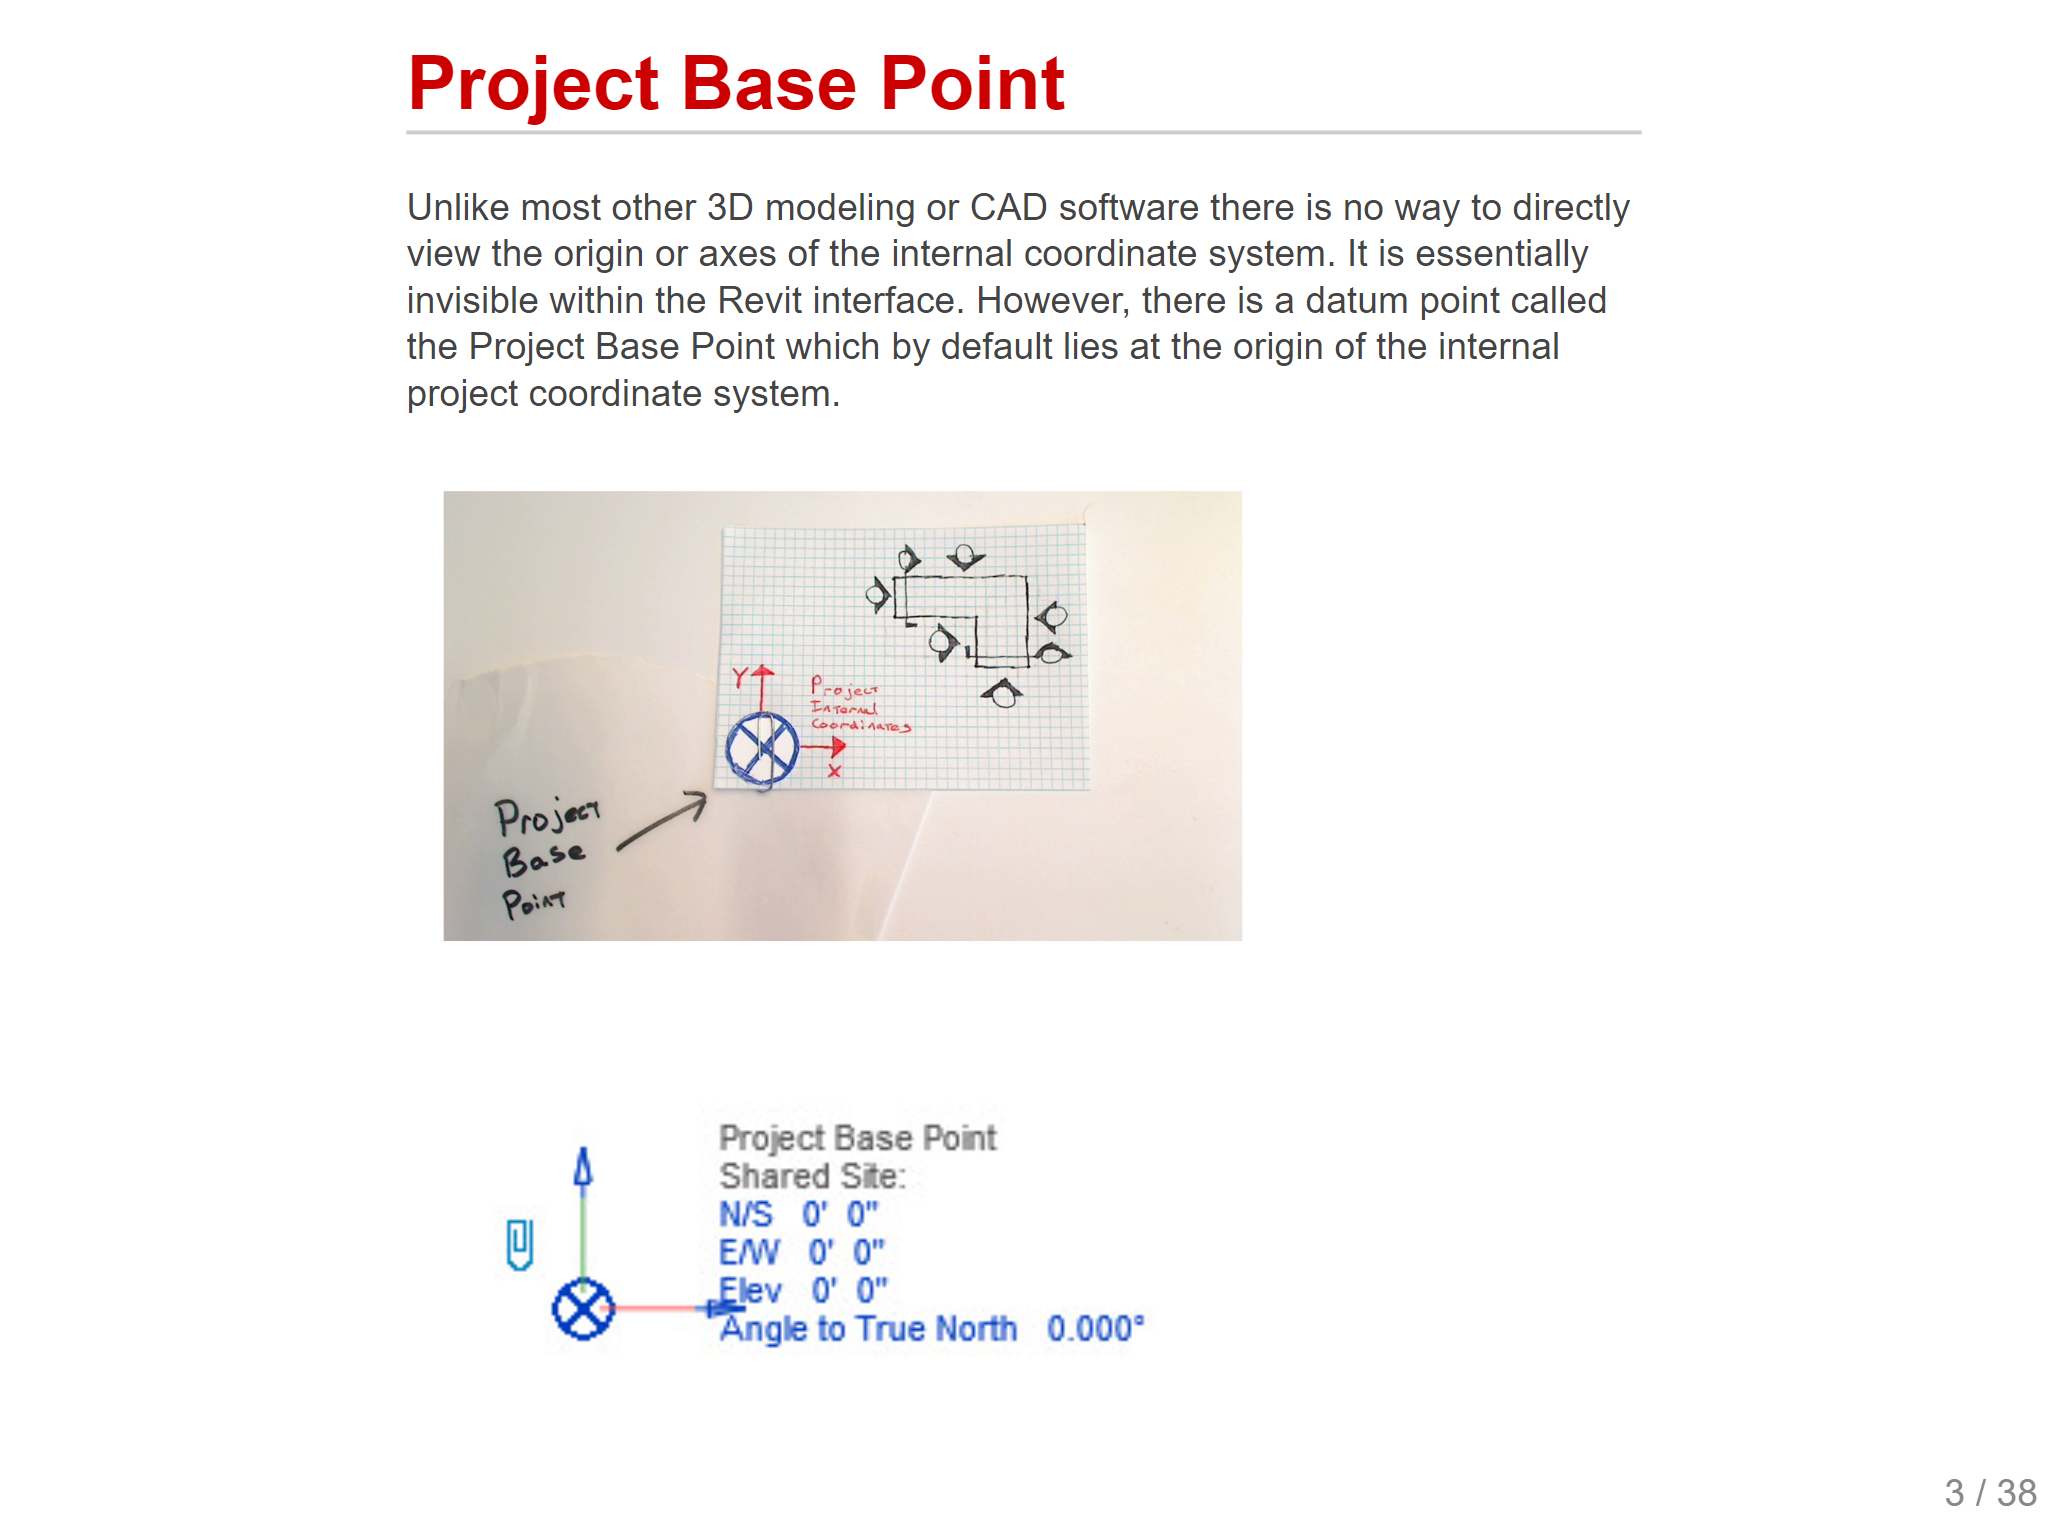 Project Base Point
Unlike most other 3D modeling or CAD software there is no way to directly
view the origin or axes of the internal coordinate system. It is essentially
invisible within the Revit interface. However, there is a datum point called
the Project Base Point which by default lies at the origin of the internal
project coordinate system.
Y
Project
Internal
Coordinates
X
Project
Base
Point
Project Base Point
Shared Site:
N/S 0' 0"
E/W 0' 0"
Elev 0' 0"
Angle to True North 0.000°
3 / 38